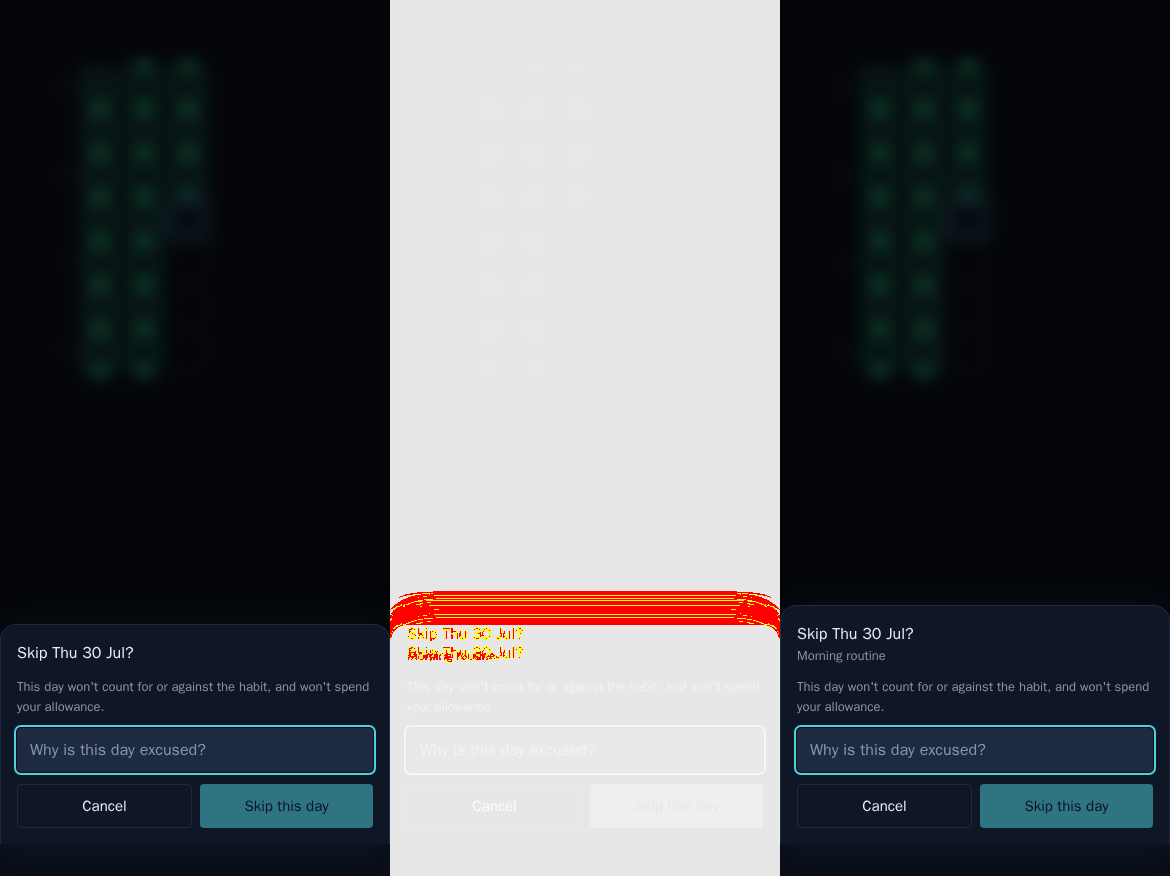 Skip Thu 30 Jul?
This day won't count for or against the habit, and won't spend
your allowance.
Why is this day excused?
Cancel
Skip this day
Skip Thu 30 Jul?
Skip Thu 30 Jul?
Morning routine
This day won't count for or against the habit, and won't spend
your allowance.
Why is this day excused?
Cancel
Skip this day
Skip Thu 30 Jul?
Morning routine
This day won't count for or against the habit, and won't spend
your allowance.
Why is this day excused?
Cancel
Skip this day